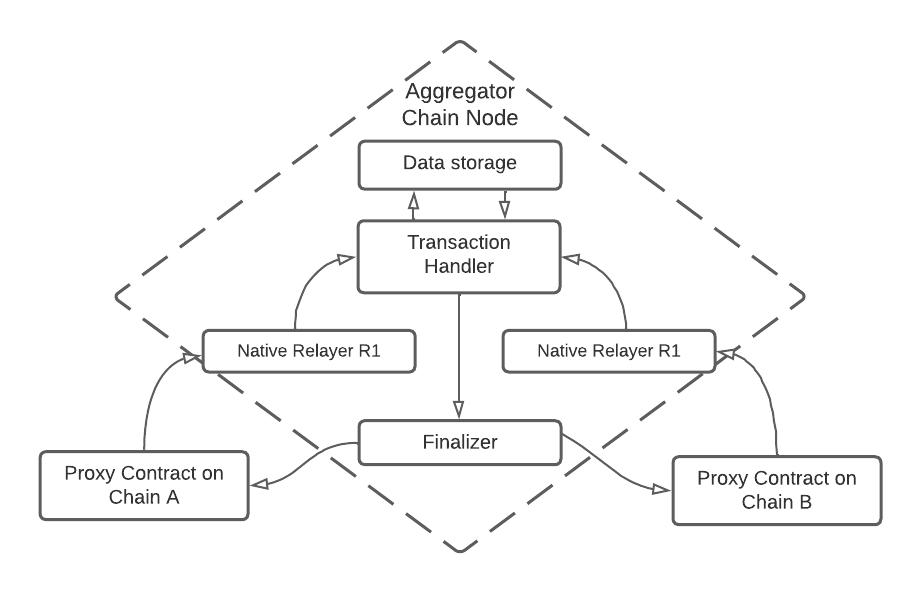 Aggregator
Chain Node
Data storage
Transaction
Handler
Native Relayer R1
Native Relayer R1
Finalizer
Proxy Contract on
Chain A
Proxy Contract on
Chain B